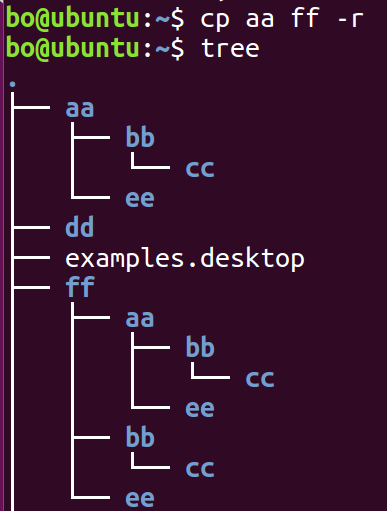 bo@ubuntu:~$ cp aa ff -r
bo@ubuntu:~$ tree
.
├── aa
│   ├── bb
│   │   └── cc
│   └── ee
├── dd
├── examples.desktop
├── ff
│   ├── aa
│   │   ├── bb
│   │   │   └── cc
│   │   └── ee
│   ├── bb
│   │   └── cc
│   └── ee